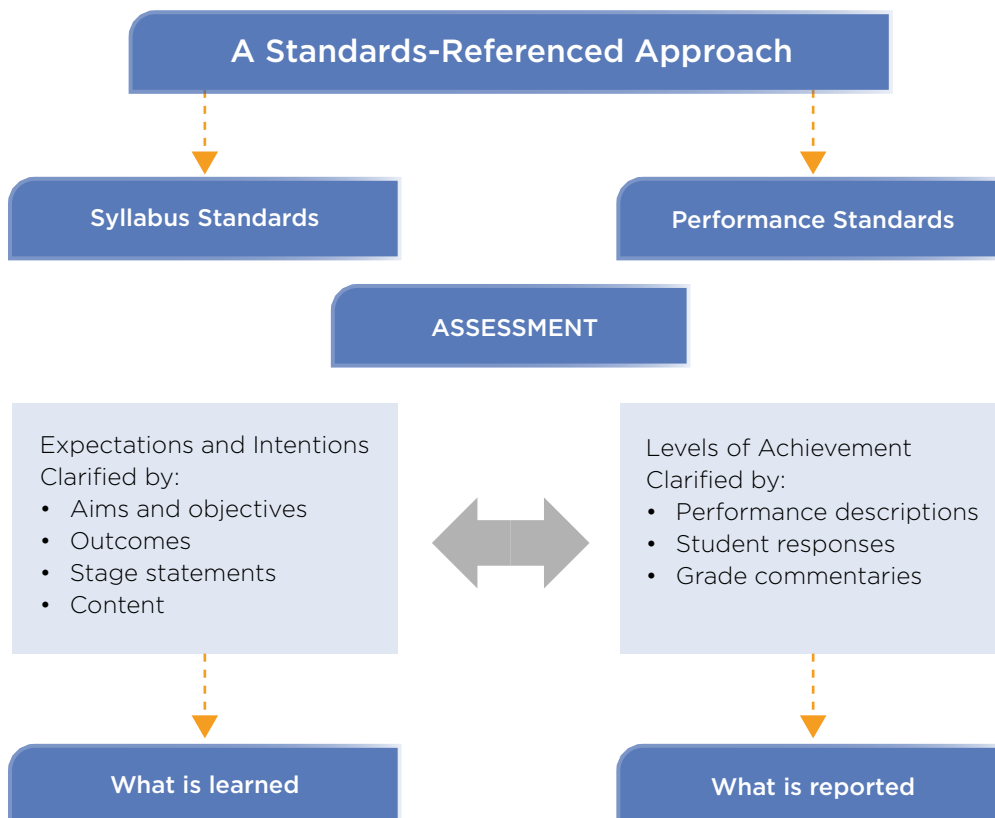 A Standards-Referenced Approach
Syllabus Standards
Performance Standards
ASSESSMENT
Expectations and Intentions
Clarified by:
• Aims and objectives
• Outcomes
• Stage statements
• Content
Levels of Achievement
Clarified by:
• Performance descriptions
• Student responses
• Grade commentaries
What is learned
What is reported